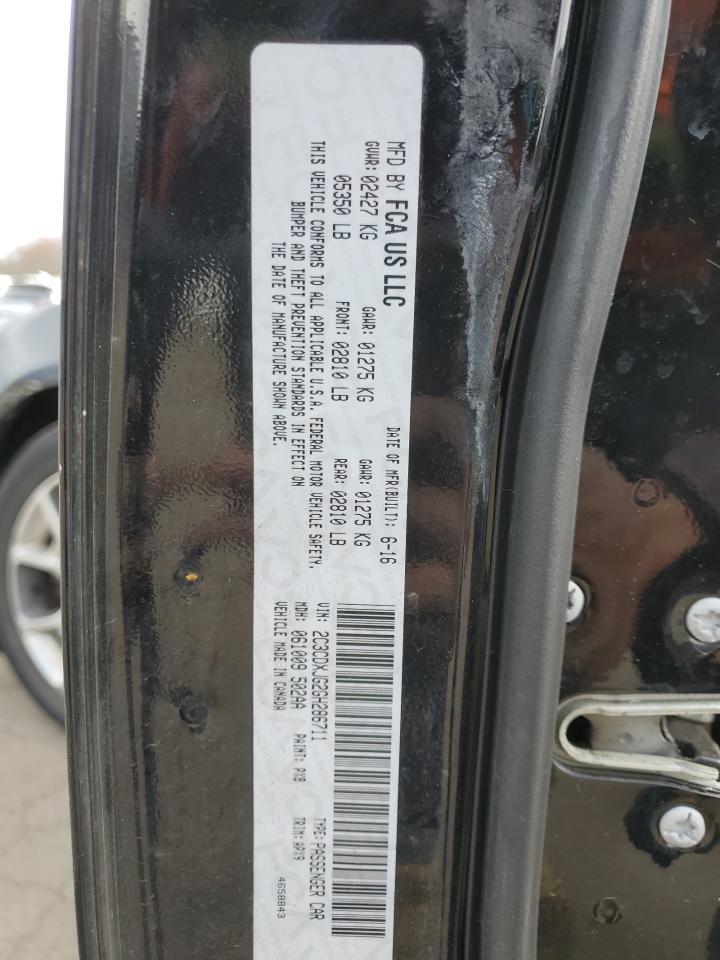 MFD BY FCA US LLC
DATE OF MFR(BUILT): 6-16
GVWR: 02427 KG GAWR: 01275 KG GAWR: 01275 KG
05350 LB FRONT: 02810 LB REAR: 02810 LB
THIS VEHICLE CONFORMS TO ALL APPLICABLE U.S.A. FEDERAL MOTOR VEHICLE SAFETY,
BUMPER AND THEFT PREVENTION STANDARDS IN EFFECT ON
THE DATE OF MANUFACTURE SHOWN ABOVE.
VIN: 2C3CDXJG2GH286711 TYPE: PASSENGER CAR
MDH: 061009 502AA PAINT: PX8 TRIM: APX9
VEHICLE MADE IN CANADA 4658843